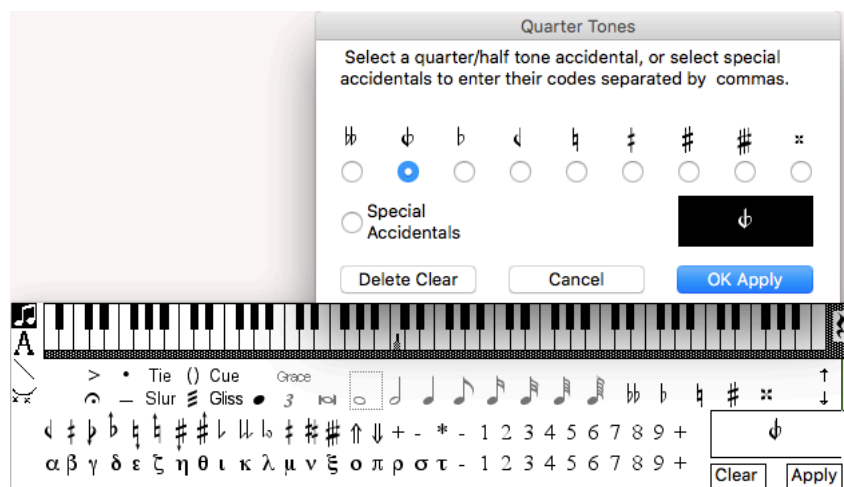 Quarter Tones
Select a quarter/half tone accidental, or select special
accidentals to enter their codes separated by commas.
Special
Accidentals
Delete Clear Cancel OK Apply
A
> • Tie () Cue Grace
— Slur Gliss 3
+ - * - 1 2 3 4 5 6 7 8 9 +
α β γ δ ε ζ η θ ι κ λ μ ν ξ ο π ρ σ τ - 1 2 3 4 5 6 7 8 9 +
Clear Apply